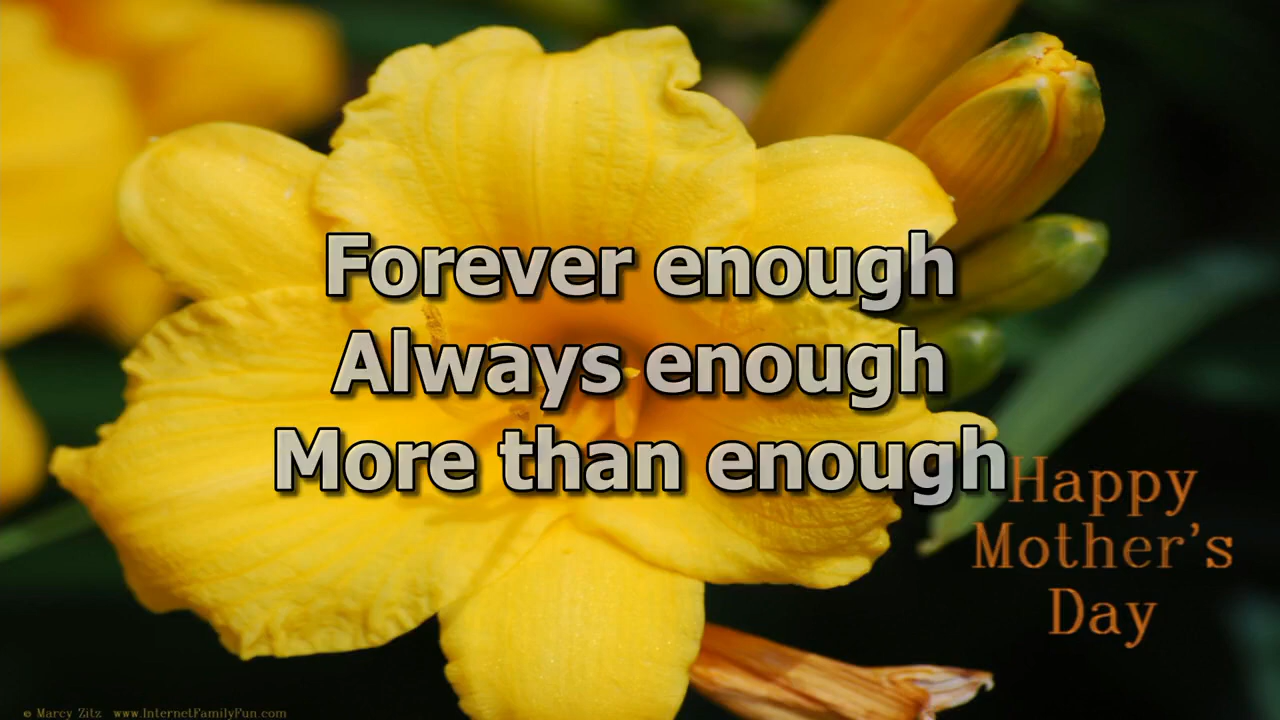 Forever enough
Always enough
More than enough
Happy
Mother's
Day
© Marcy Zitz www.InternetFamilyFun.com